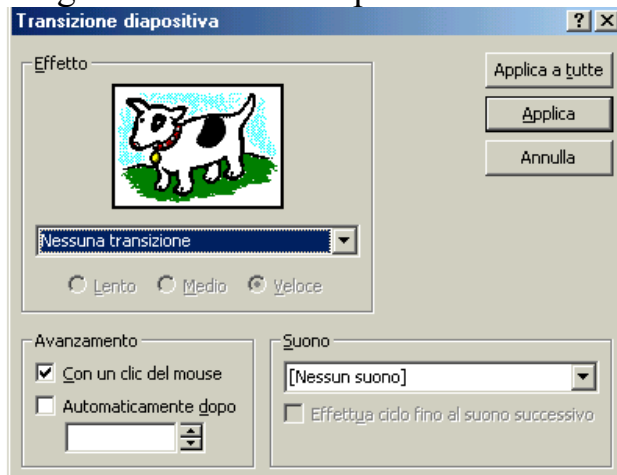 Transizione diapositiva
Effetto
Applica a tutte
Applica
Annulla
Nessuna transizione
Lento Medio Veloce
Avanzamento
Con un clic del mouse
Automaticamente dopo
Suono
[Nessun suono]
Effettua ciclo fino al suono successivo